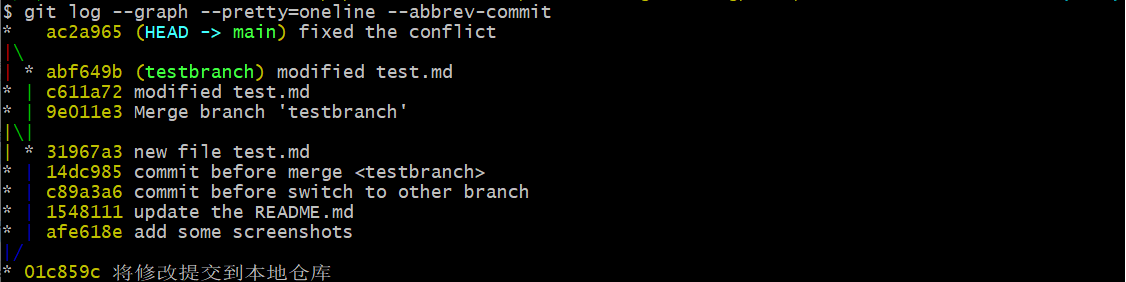 $ git log --graph --pretty=oneline --abbrev-commit
*   ac2a965 (HEAD -> main) fixed the conflict
|\
| * abf649b (testbranch) modified test.md
* | c611a72 modified test.md
* | 9e011e3 Merge branch 'testbranch'
|\|
| * 31967a3 new file test.md
* | 14dc985 commit before merge <testbranch>
* | c89a3a6 commit before switch to other branch
* | 1548111 update the README.md
* | afe618e add some screenshots
|/
* 01c859c 将修改提交到本地仓库